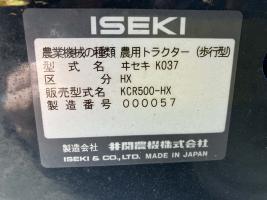 ISEKI
農業機械の種類 農用トラクター(歩行型)
型式名 ヰセキ K037
区分 HX
販売型式名 KCR500-HX
製造番号 000057
製造会社 井関農機株式会社
ISEKI & CO., LTD. MADE IN JAPAN